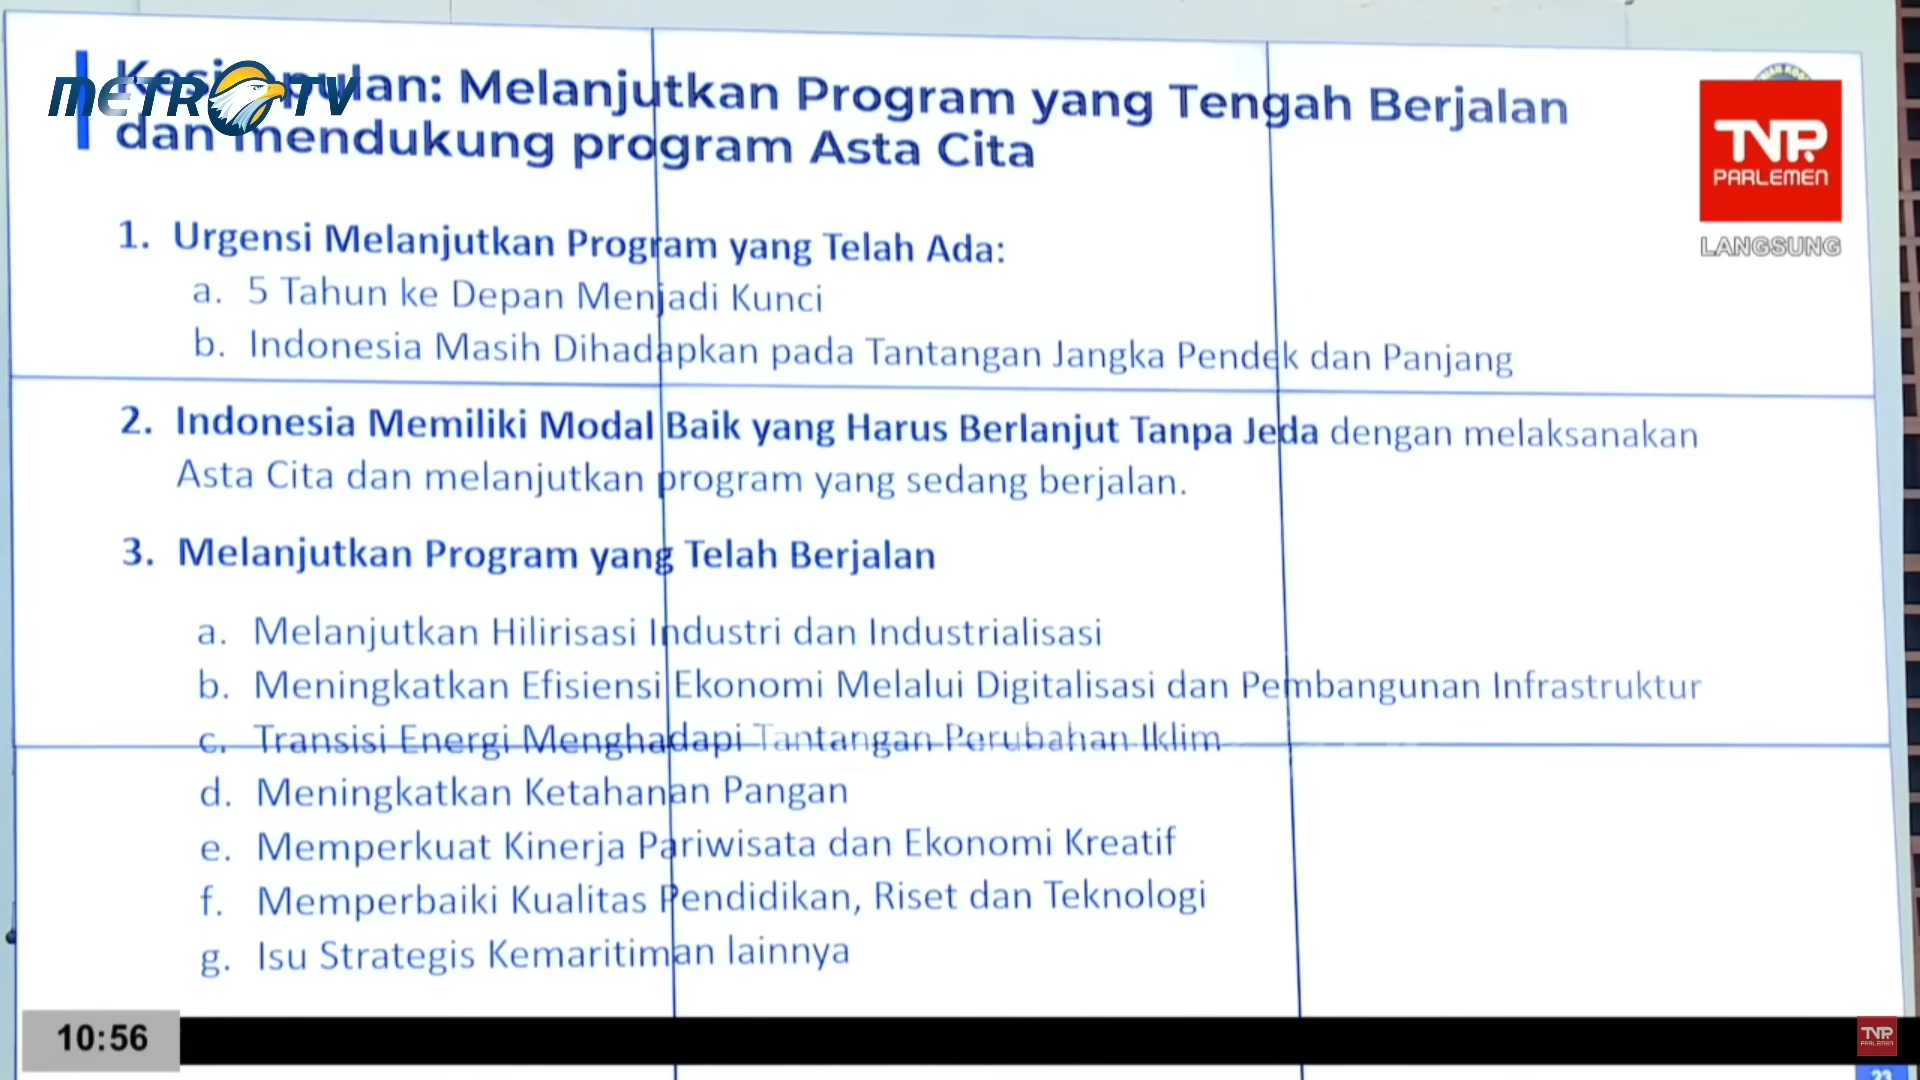 METRO TV
Kesimpulan: Melanjutkan Program yang Tengah Berjalan
dan mendukung program Asta Cita
TVR
PARLEMEN
LANGSUNG
1. Urgensi Melanjutkan Program yang Telah Ada:
a. 5 Tahun ke Depan Menjadi Kunci
b. Indonesia Masih Dihadapkan pada Tantangan Jangka Pendek dan Panjang
2. Indonesia Memiliki Modal Baik yang Harus Berlanjut Tanpa Jeda dengan melaksanakan
Asta Cita dan melanjutkan program yang sedang berjalan.
3. Melanjutkan Program yang Telah Berjalan
a. Melanjutkan Hilirisasi Industri dan Industrialisasi
b. Meningkatkan Efisiensi Ekonomi Melalui Digitalisasi dan Pembangunan Infrastruktur
c. Transisi Energi Menghadapi Tantangan Perubahan Iklim
d. Meningkatkan Ketahanan Pangan
e. Memperkuat Kinerja Pariwisata dan Ekonomi Kreatif
f. Memperbaiki Kualitas Pendidikan, Riset dan Teknologi
g. Isu Strategis Kemaritiman lainnya
10:56
TVR
PARLEMEN
23